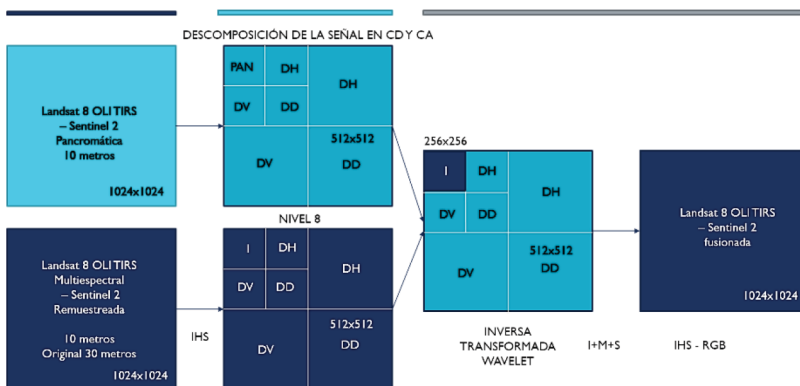 DESCOMPOSICIÓN DE LA SEÑAL EN CD Y CA
Landsat 8 OLI TIRS
– Sentinel 2
Pancromática
10 metros
1024x1024
PAN
DH
DV
DD
DH
DV
512x512
DD
NIVEL 8
Landsat 8 OLI TIRS
Multiespectral
– Sentinel 2
Remuestreada
10 metros
Original 30 metros
1024x1024
IHS
I
DH
DV
DD
DH
DV
512x512
DD
256x256
I
DH
DV
DD
DH
DV
512x512
DD
INVERSA
TRANSFORMADA
WAVELET
I+M+S
IHS - RGB
Landsat 8 OLI TIRS
– Sentinel 2
fusionada
1024x1024